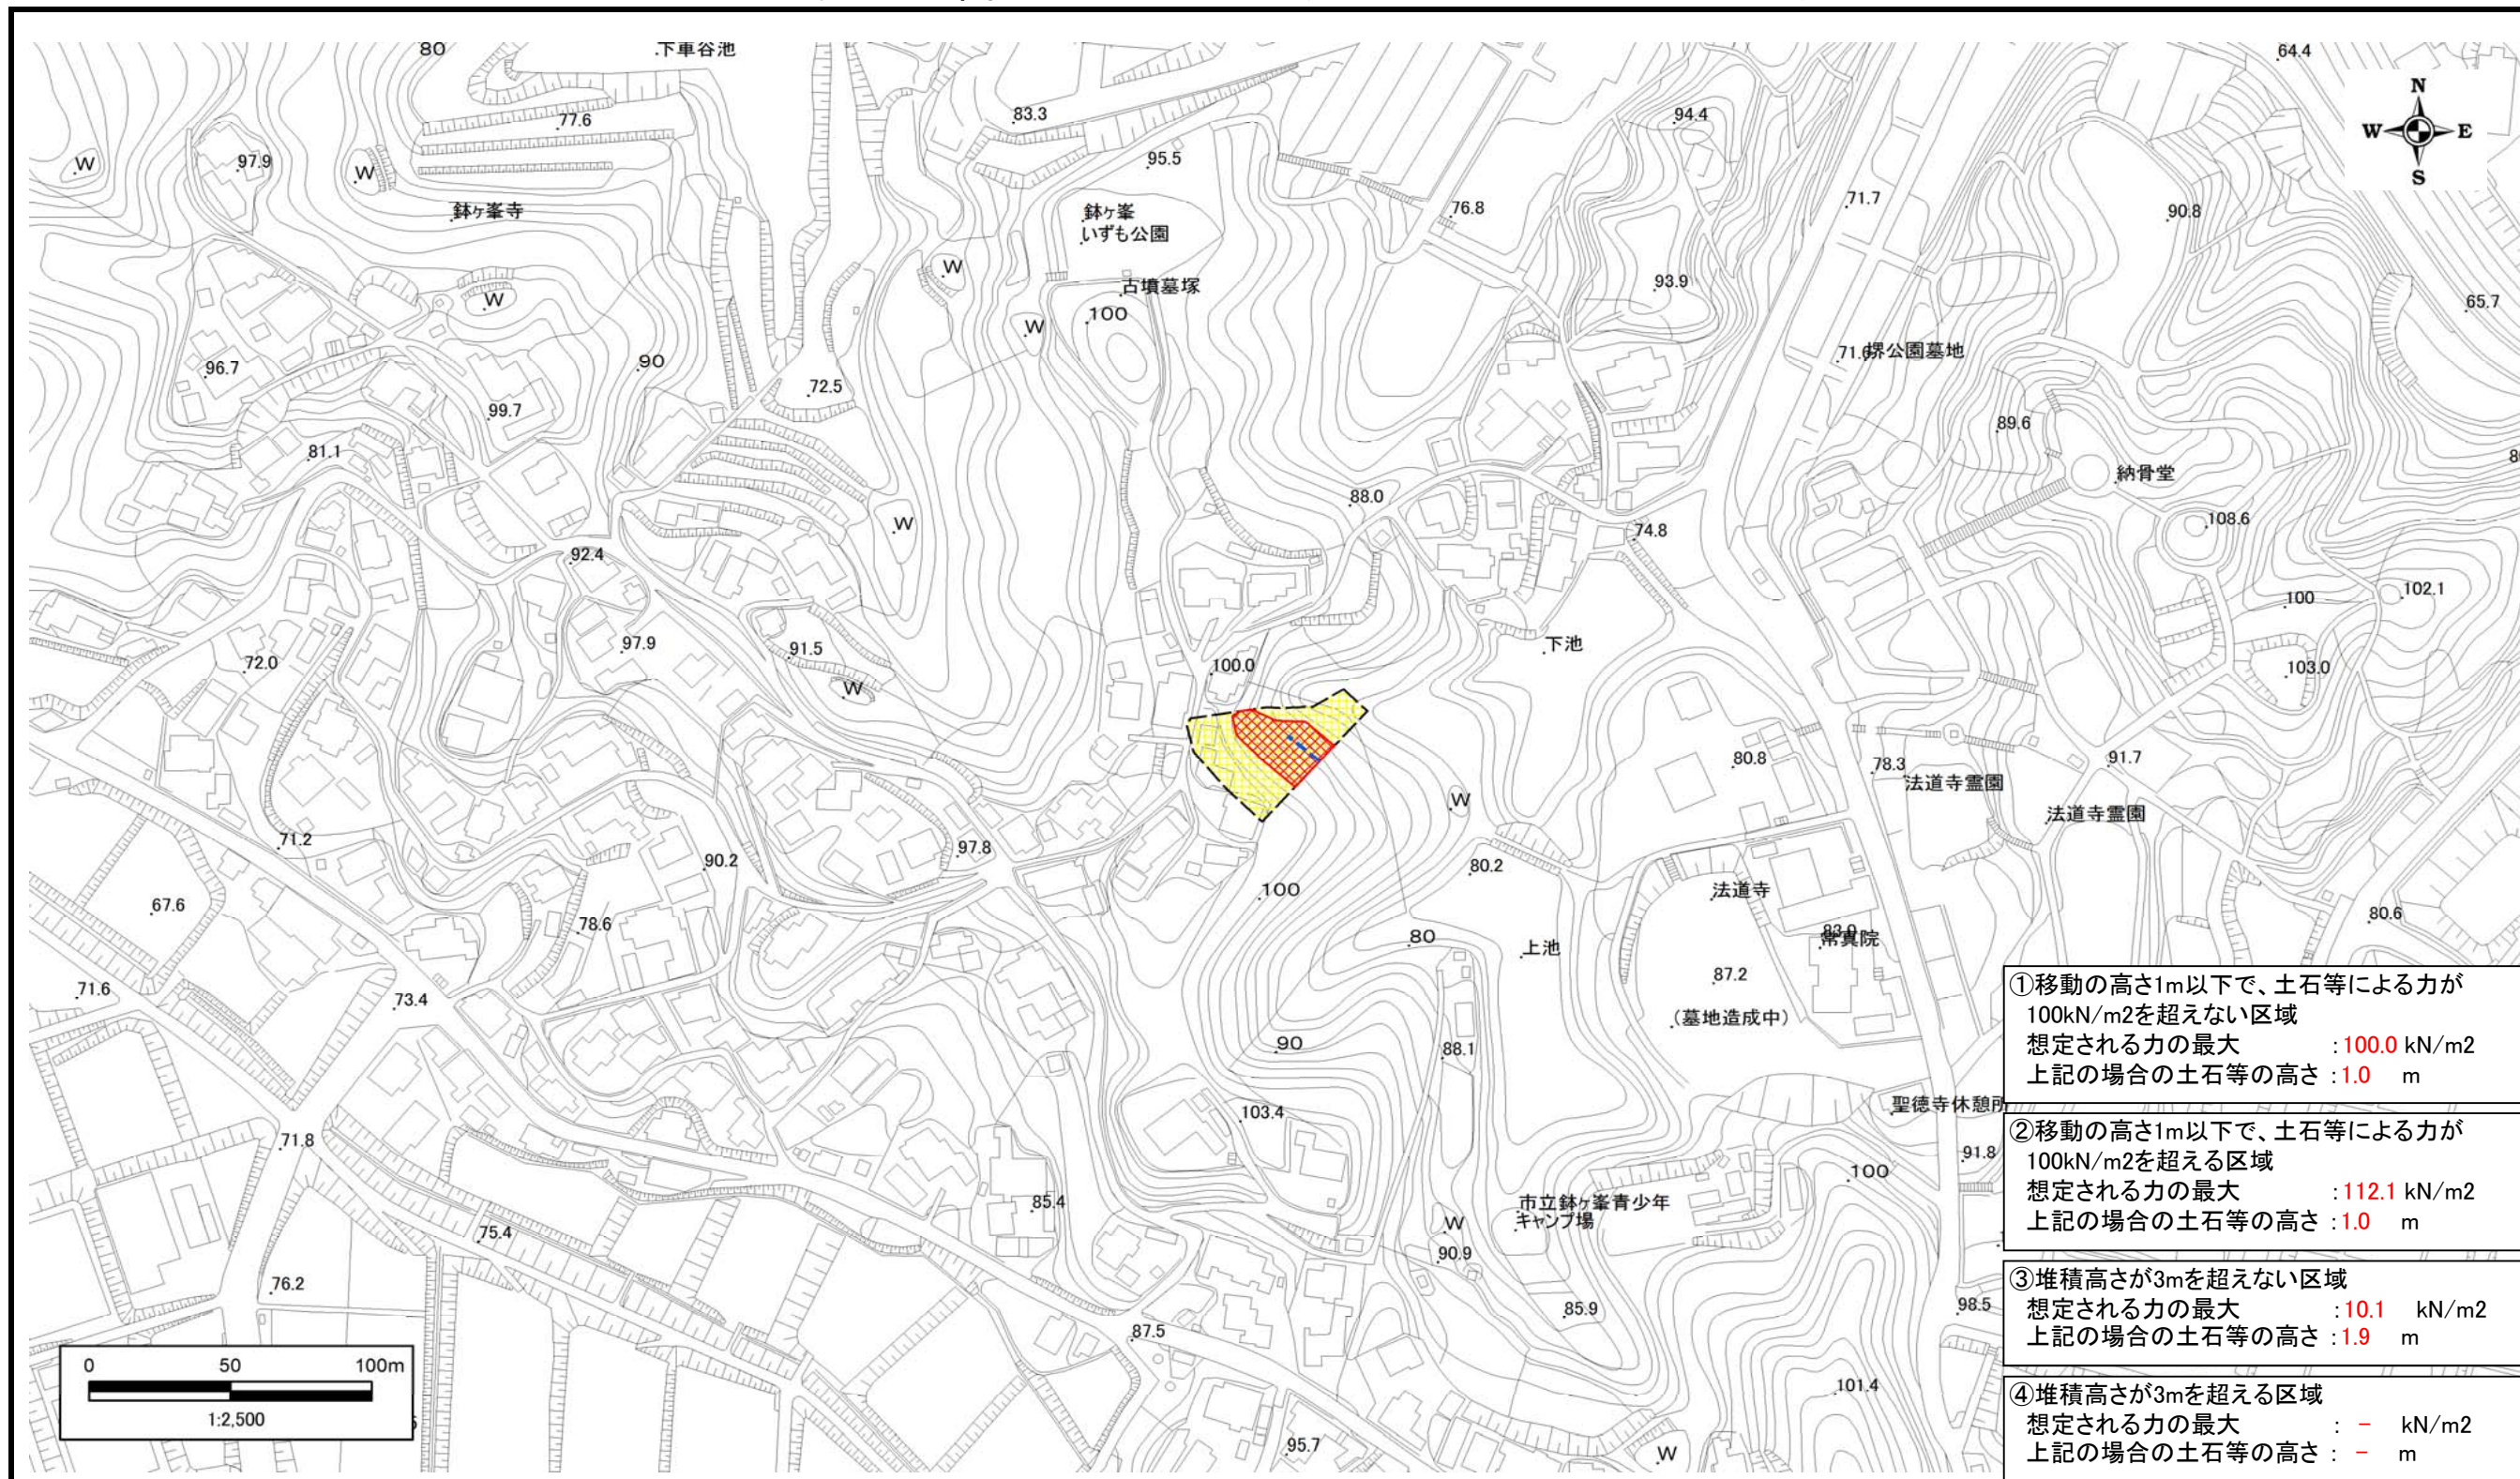 80
下車谷池
64.4
N
W E
S
83.3
77.6
94.4
97.9
W
W
95.5
鉢ヶ峯寺
鉢ヶ峯
いずも公園
76.8
71.7
90.8
W
W
古墳墓塚
100
W
93.9
65.7
96.7
90
72.5
71.6
堺公園墓地
99.7
81.1
89.6
納骨堂
88.0
W
74.8
108.6
92.4
97.9
91.5
100
102.1
72.0
下池
100.0
103.0
W
80.8
78.3
91.7
法道寺霊園
法道寺霊園
W
71.2
90.2
97.8
80.2
67.6
78.6
100
法道寺
80.6
80
上池
83.0
常真院
71.6
73.4
87.2
(墓地造成中)
90
88.1
103.4
聖徳寺休憩所
71.8
91.8
100
85.4
市立鉢ヶ峯青少年
キャンプ場
75.4
W
90.9
76.2
85.9
98.5
87.5
101.4
95.7
W
0 50 100m
1:2,500
①移動の高さ1m以下で、土石等による力が
100kN/m2を超えない区域
想定される力の最大 :100.0 kN/m2
上記の場合の土石等の高さ :1.0 m
②移動の高さ1m以下で、土石等による力が
100kN/m2を超える区域
想定される力の最大 :112.1 kN/m2
上記の場合の土石等の高さ :1.0 m
③堆積高さが3mを超えない区域
想定される力の最大 :10.1 kN/m2
上記の場合の土石等の高さ :1.9 m
④堆積高さが3mを超える区域
想定される力の最大 : - kN/m2
上記の場合の土石等の高さ : - m